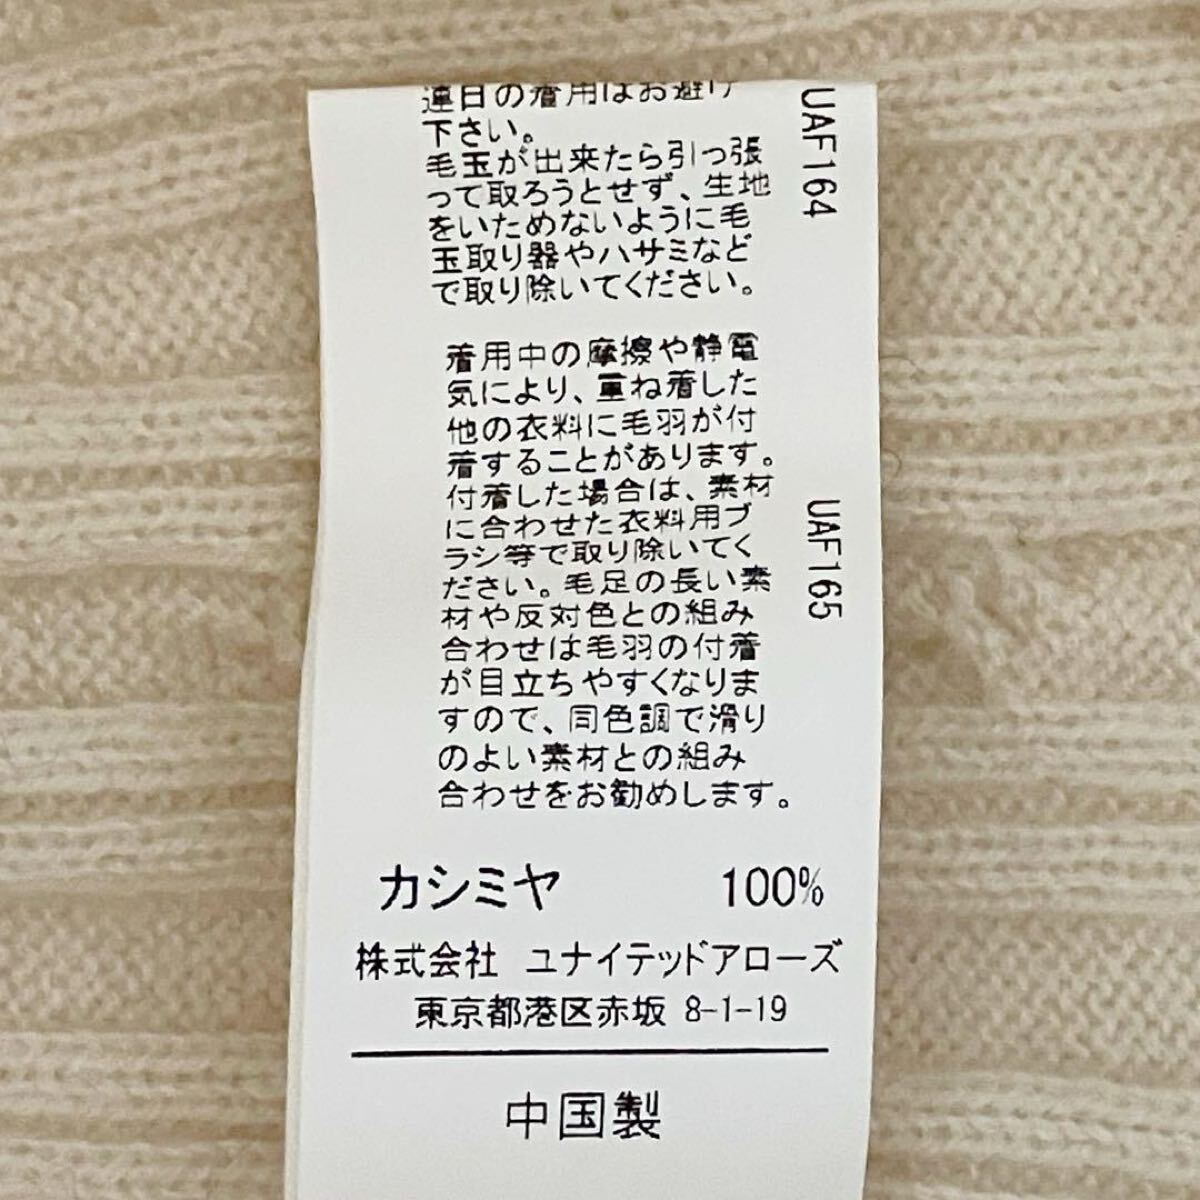 連日の着用はお避け
下さい。
毛玉が出来たら引っ張
って取ろうとせず、生地
をいためないように毛
玉取り器やハサミなど
で取り除いてください。
着用中の摩擦や静電
気により、重ね着した
他の衣料に毛羽が付
着することがあります。
付着した場合は、素材
に合わせた衣料用ブ
ラシ等で取り除いてく
ださい。毛足の長い素
材や反対色との組み
合わせは毛羽の付着
が目立ちやすくなりま
すので、同色調で滑り
のよい素材との組み
合わせをお勧めします。
UAF164
UAF165
カシミヤ 100%
株式会社 ユナイテッドアローズ
東京都港区赤坂 8-1-19
中国製